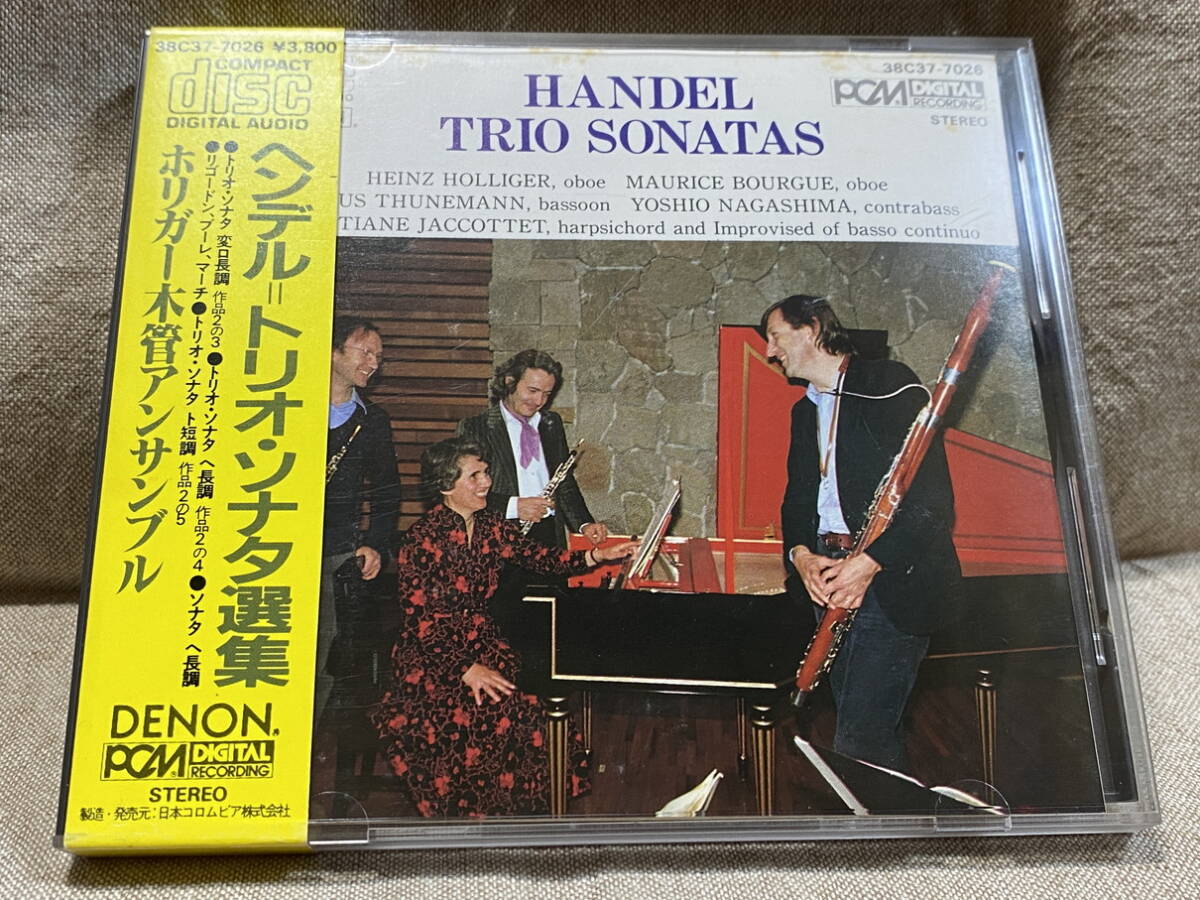 38C37-7026 ¥3,800
COMPACT
disc
DIGITAL AUDIO
ヘンデル=トリオ・ソナタ選集
●トリオ・ソナタ 変ロ長調 作品2の3 ●トリオ・ソナタ ヘ長調 作品2の4 ●ソナタ ヘ長調
●リゴードン、ブーレ、マーチ ●トリオ・ソナタ ト短調 作品2の5
ホリガー木管アンサンブル
DENON
PCM DIGITAL
RECORDING
STEREO
製造・発売元:日本コロムビア株式会社
HANDEL
TRIO SONATAS
38C37-7026
PCM DIGITAL
RECORDING
STEREO
HEINZ HOLLIGER, oboe MAURICE BOURGUE, oboe
US THUNEMANN, bassoon YOSHIO NAGASHIMA, contrabass
TIANE JACCOTTET, harpsichord and Improvised of basso continuo